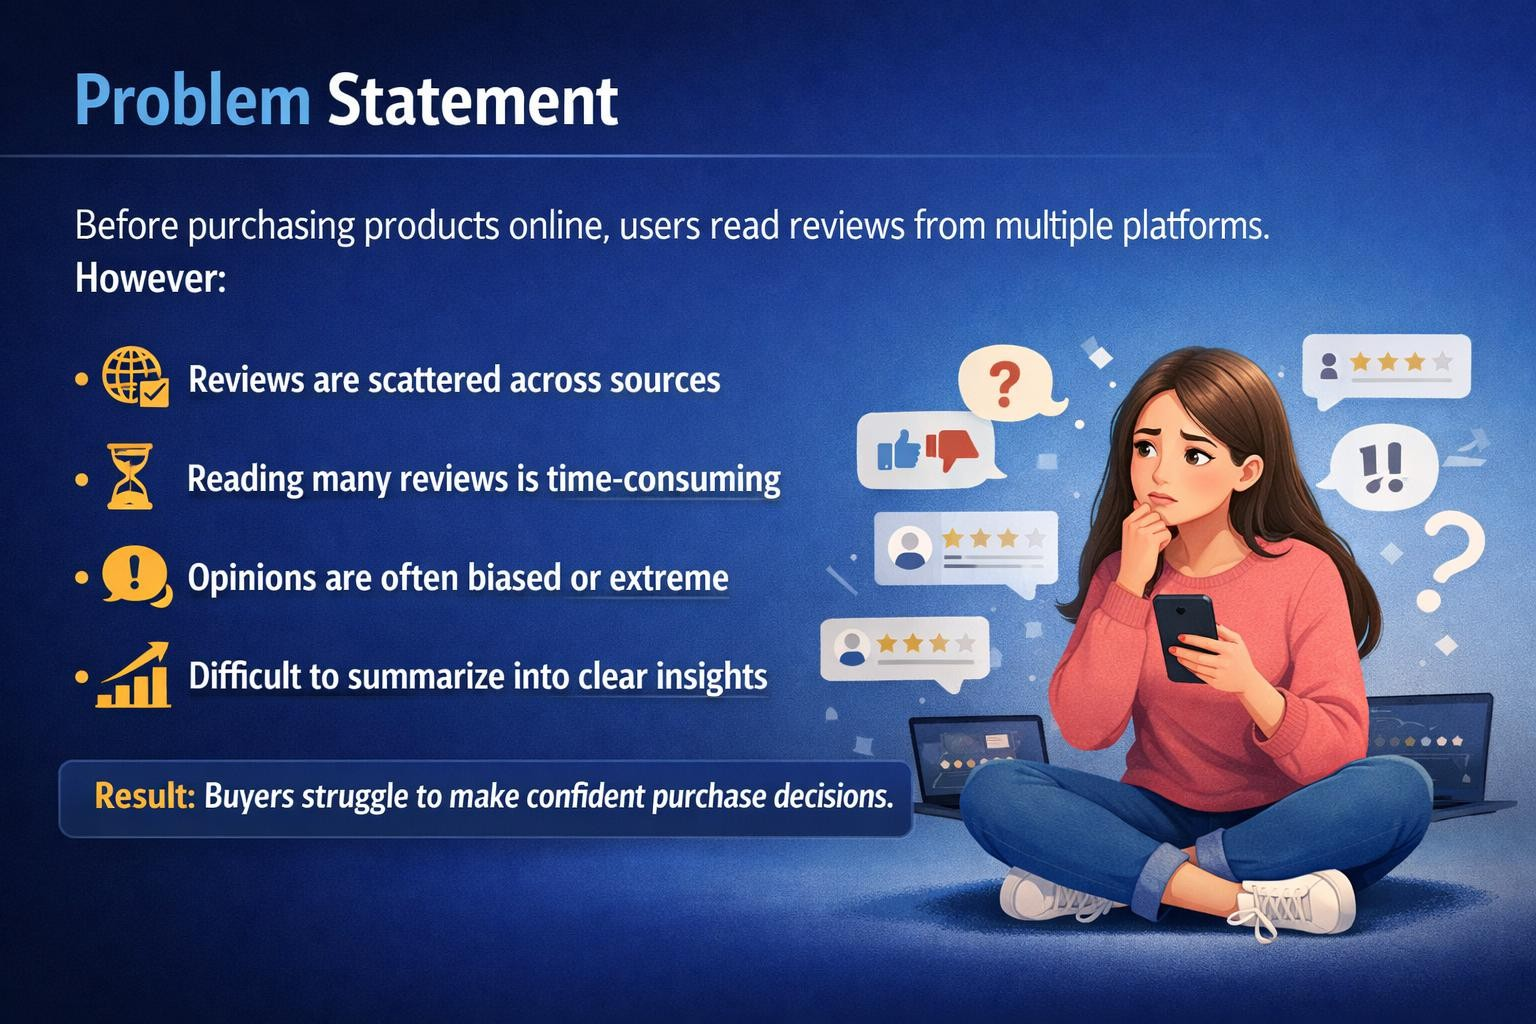 Problem Statement
Before purchasing products online, users read reviews from multiple platforms.
However:
• Reviews are scattered across sources
• Reading many reviews is time-consuming
• Opinions are often biased or extreme
• Difficult to summarize into clear insights
Result: Buyers struggle to make confident purchase decisions.
?
!!
?